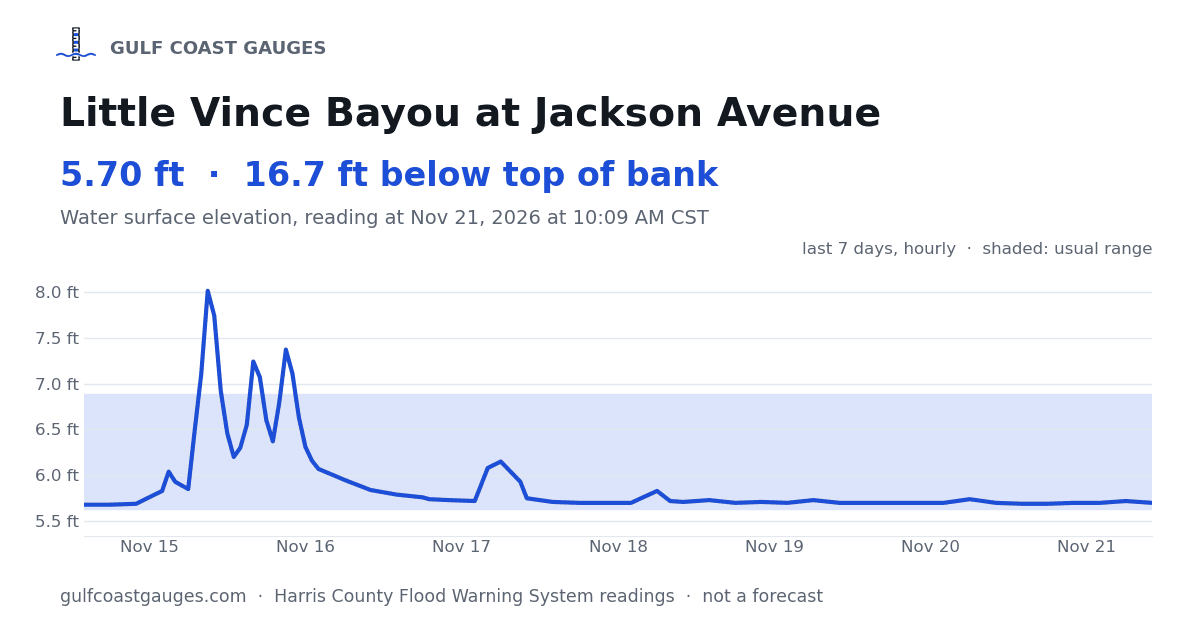 GULF COAST GAUGES
Little Vince Bayou at Jackson Avenue
5.70 ft · 16.7 ft below top of bank
Water surface elevation, reading at Nov 21, 2026 at 10:09 AM CST
last 7 days, hourly · shaded: usual range
8.0 ft
7.5 ft
7.0 ft
6.5 ft
6.0 ft
5.5 ft
Nov 15 Nov 16 Nov 17 Nov 18 Nov 19 Nov 20 Nov 21
gulfcoastgauges.com · Harris County Flood Warning System readings · not a forecast